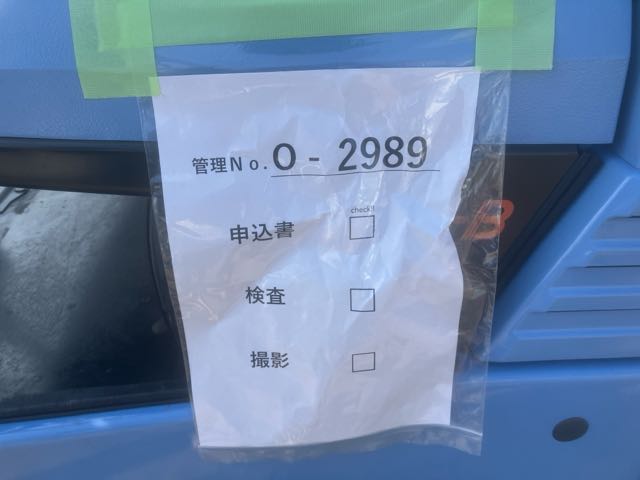 管理No. O - 2989
check!!
申込書 □
検査 □
撮影 □
-B